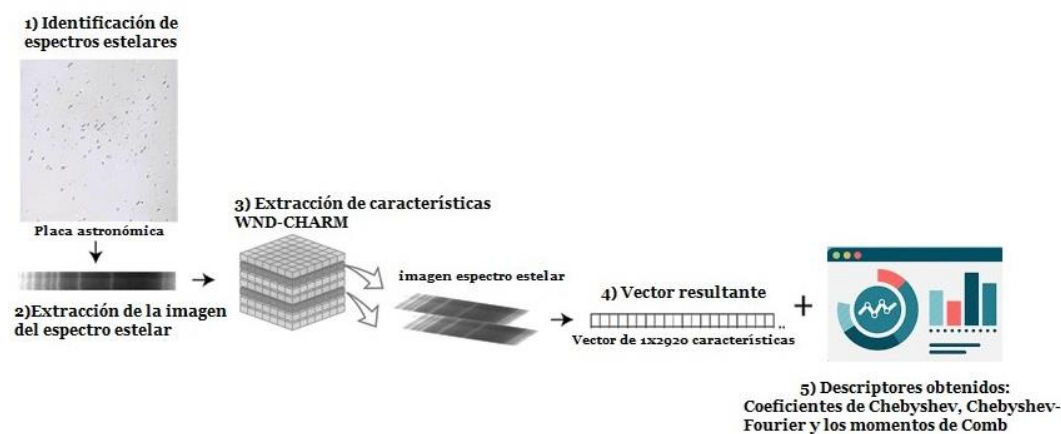 1) Identificación de
espectros estelares
Placa astronómica
2)Extracción de la imagen
del espectro estelar
3) Extracción de características
WND-CHARM
imagen espectro estelar
4) Vector resultante
Vector de 1x2920 características
5) Descriptores obtenidos:
Coeficientes de Chebyshev, Chebyshev-
Fourier y los momentos de Comb